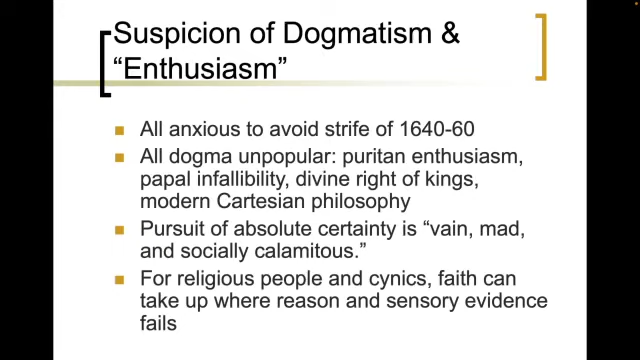 Suspicion of Dogmatism &
“Enthusiasm”
All anxious to avoid strife of 1640-60
All dogma unpopular: puritan enthusiasm,
papal infallibility, divine right of kings,
modern Cartesian philosophy
Pursuit of absolute certainty is “vain, mad,
and socially calamitous.”
For religious people and cynics, faith can
take up where reason and sensory evidence
fails